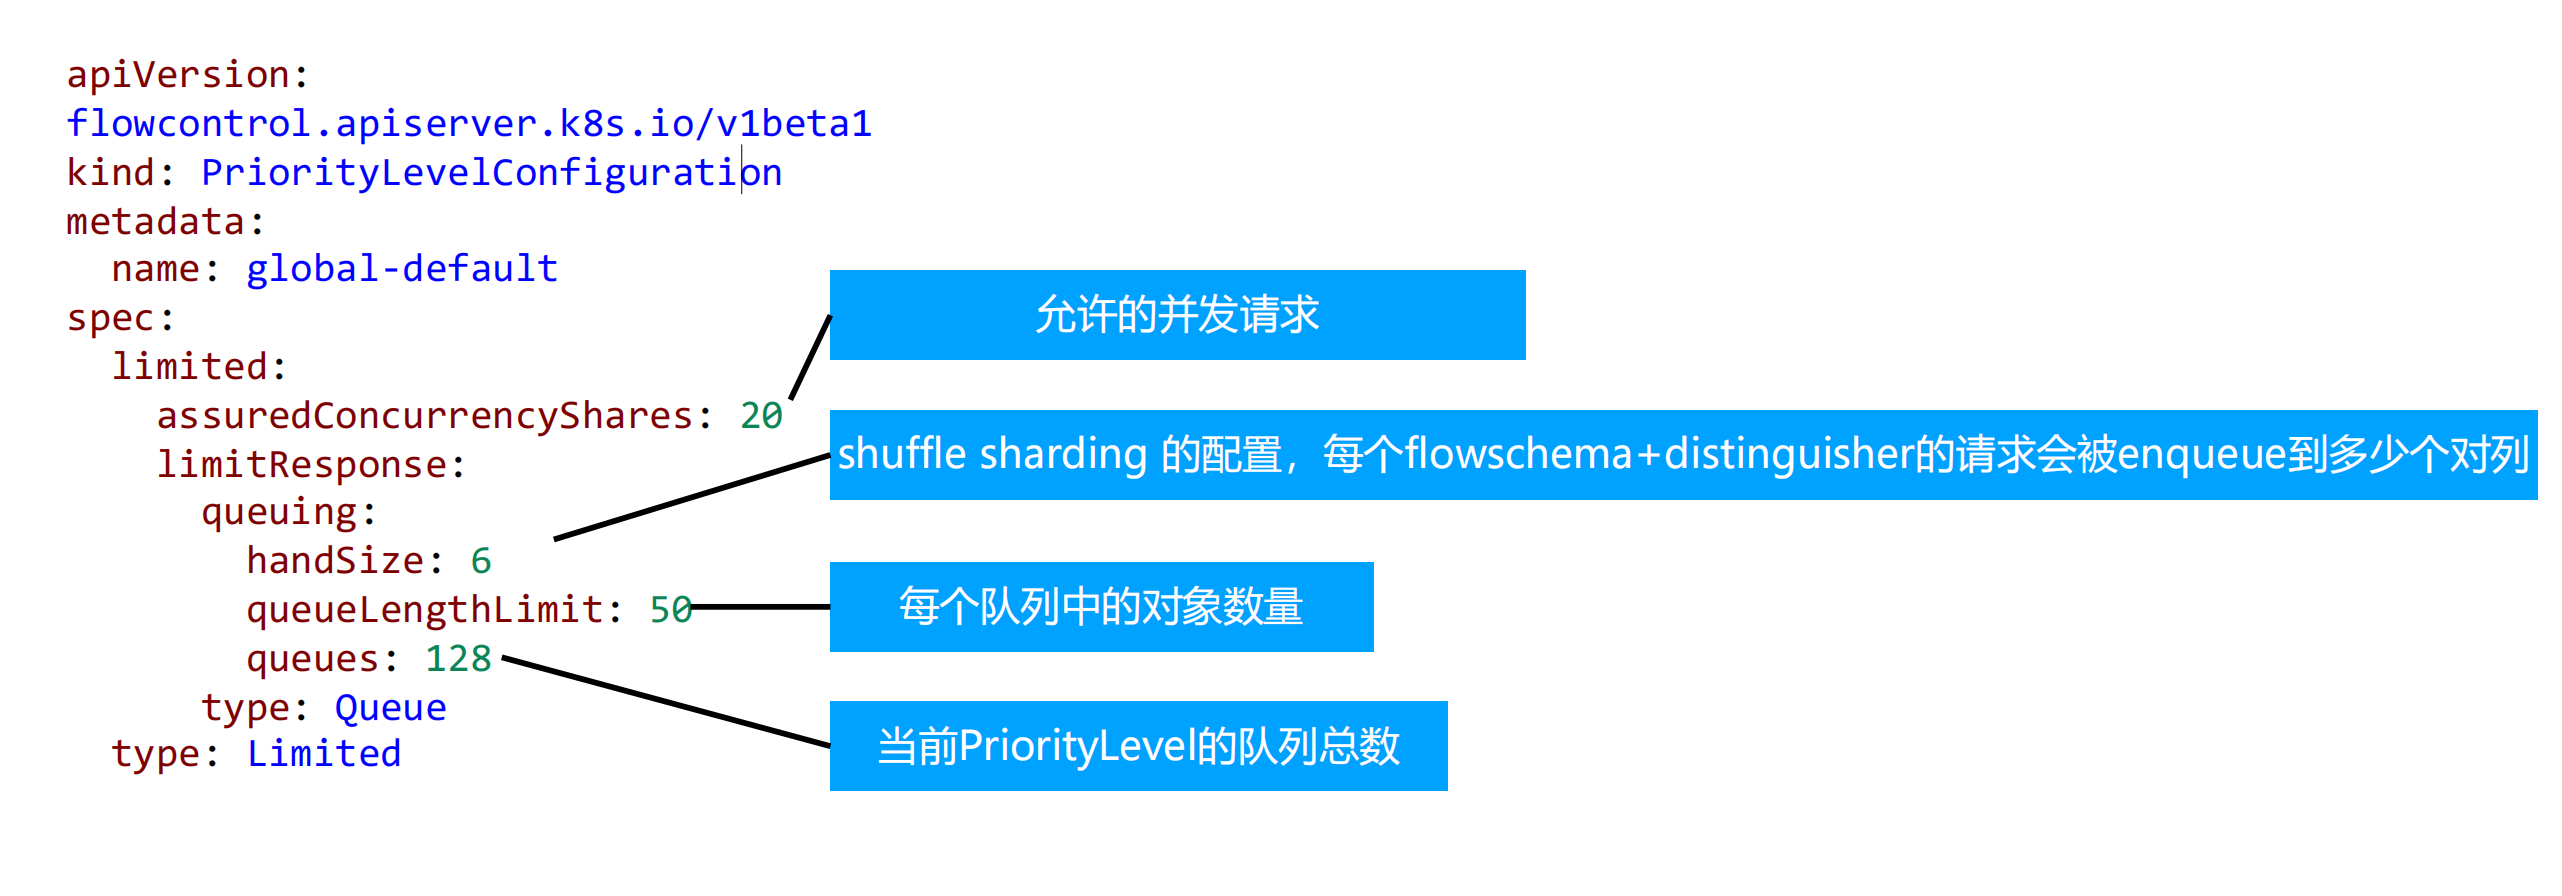 apiVersion:
flowcontrol.apiserver.k8s.io/v1beta1
kind: PriorityLevelConfiguration
metadata:
  name: global-default
spec:
  limited:
    assuredConcurrencyShares: 20
    limitResponse:
      queuing:
        handSize: 6
        queueLengthLimit: 50
        queues: 128
      type: Queue
  type: Limited
允许的并发请求
shuffle sharding 的配置，每个flowschema+distinguisher的请求会被enqueue到多少个对列
每个队列中的对象数量
当前PriorityLevel的队列总数